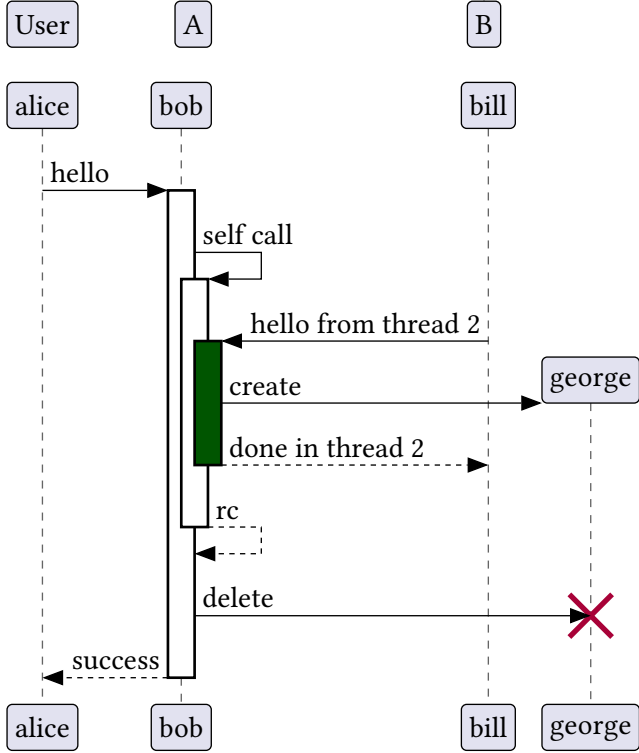 User
A
B
alice
bob
bill
hello
self call
hello from thread 2
george
create
done in thread 2
rc
delete
success
alice
bob
bill
george